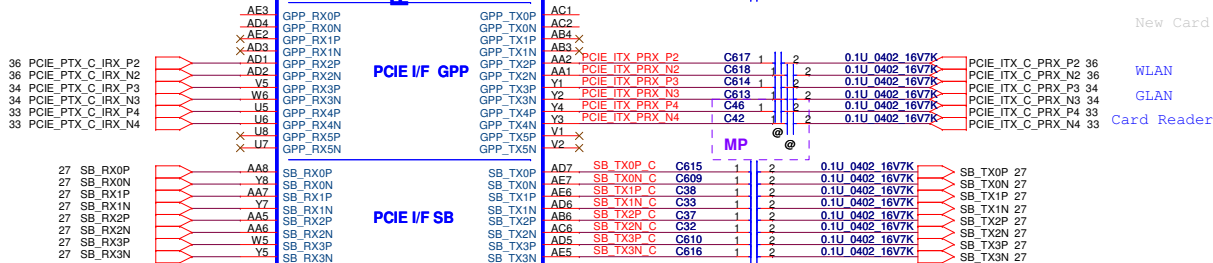 AE3 GPP_RX0P GPP_TX0P AC1
AD4 GPP_RX0N GPP_TX0N AC2 New Card
AE2 GPP_RX1P GPP_TX1P AB4
AD3 GPP_RX1N GPP_TX1N AB3
36 PCIE_PTX_C_IRX_P2 AD1 GPP_RX2P PCIE I/F GPP GPP_TX2P AA2 PCIE_ITX_PRX_P2 C617 1 2 0.1U_0402_16V7K PCIE_ITX_C_PRX_P2 36
36 PCIE_PTX_C_IRX_N2 AD2 GPP_RX2N GPP_TX2N AA1 PCIE_ITX_PRX_N2 C618 1 2 0.1U_0402_16V7K PCIE_ITX_C_PRX_N2 36 WLAN
34 PCIE_PTX_C_IRX_P3 V5 GPP_RX3P GPP_TX3P Y1 PCIE_ITX_PRX_P3 C614 1 2 0.1U_0402_16V7K PCIE_ITX_C_PRX_P3 34
34 PCIE_PTX_C_IRX_N3 W6 GPP_RX3N GPP_TX3N Y2 PCIE_ITX_PRX_N3 C613 1 2 0.1U_0402_16V7K PCIE_ITX_C_PRX_N3 34 GLAN
33 PCIE_PTX_C_IRX_P4 U5 GPP_RX4P GPP_TX4P Y4 PCIE_ITX_PRX_P4 C46 1 2 0.1U_0402_16V7K PCIE_ITX_C_PRX_P4 33
33 PCIE_PTX_C_IRX_N4 U6 GPP_RX4N GPP_TX4N Y3 PCIE_ITX_PRX_N4 C42 1 2 0.1U_0402_16V7K PCIE_ITX_C_PRX_N4 33 Card Reader
U8 GPP_RX5P GPP_TX5P V1 @
U7 GPP_RX5N GPP_TX5N V2 MP @
27 SB_RX0P AA8 SB_RX0P SB_TX0P AD7 SB_TX0P_C C615 1 2 0.1U_0402_16V7K SB_TX0P 27
27 SB_RX0N Y8 SB_RX0N SB_TX0N AE7 SB_TX0N_C C609 1 2 0.1U_0402_16V7K SB_TX0N 27
27 SB_RX1P AA7 SB_RX1P SB_TX1P AE6 SB_TX1P_C C38 1 2 0.1U_0402_16V7K SB_TX1P 27
27 SB_RX1N Y7 SB_RX1N SB_TX1N AD6 SB_TX1N_C C33 1 2 0.1U_0402_16V7K SB_TX1N 27
27 SB_RX2P AA5 SB_RX2P PCIE I/F SB SB_TX2P AB6 SB_TX2P_C C37 1 2 0.1U_0402_16V7K SB_TX2P 27
27 SB_RX2N AA6 SB_RX2N SB_TX2N AC6 SB_TX2N_C C32 1 2 0.1U_0402_16V7K SB_TX2N 27
27 SB_RX3P W5 SB_RX3P SB_TX3P AD5 SB_TX3P_C C610 1 2 0.1U_0402_16V7K SB_TX3P 27
27 SB_RX3N Y5 SB_RX3N SB_TX3N AE5 SB_TX3N_C C616 1 2 0.1U_0402_16V7K SB_TX3N 27